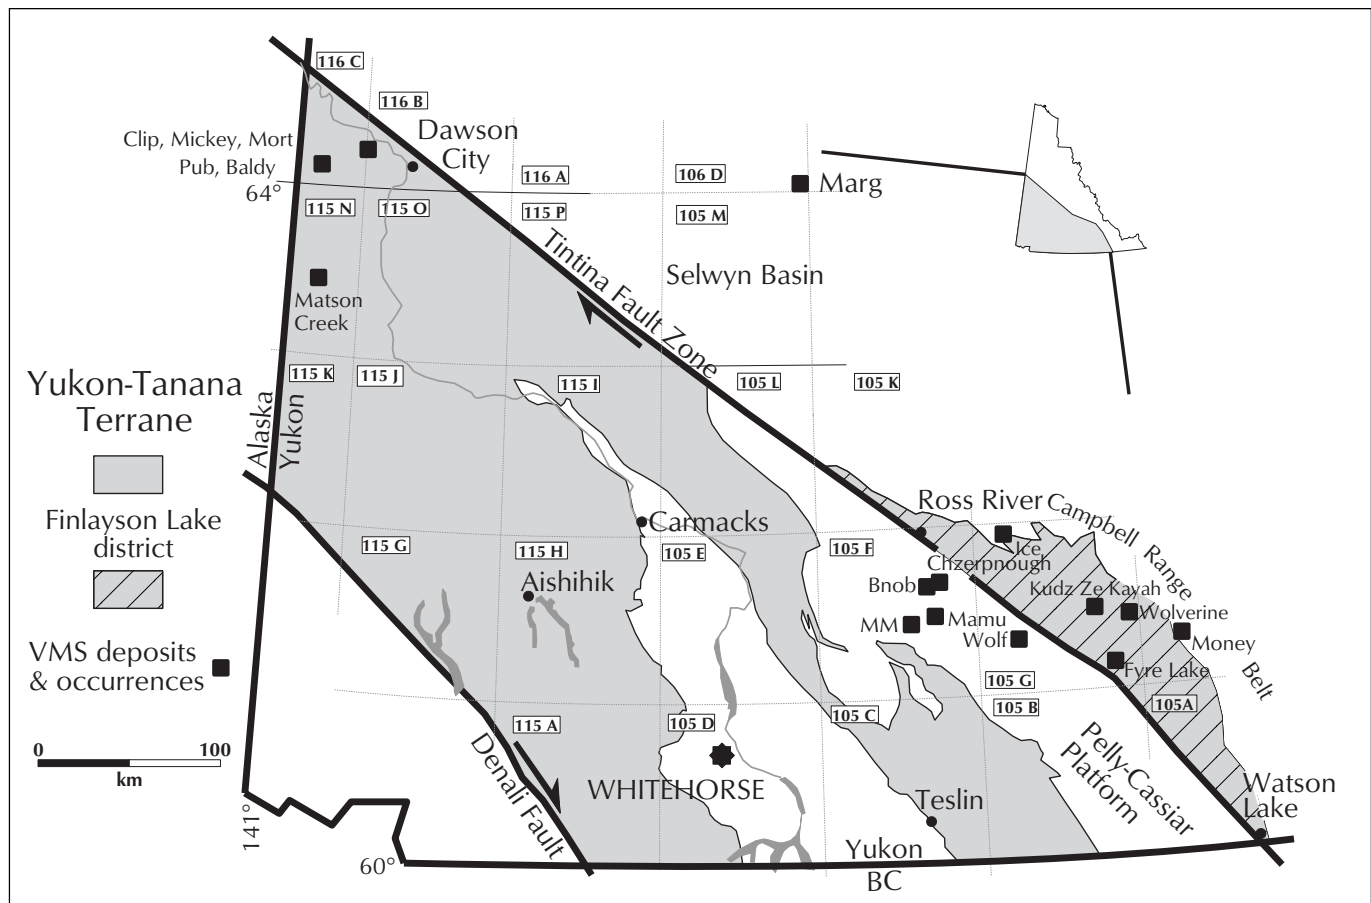 116 C
116 B
Clip, Mickey, Mort
Pub, Baldy
Dawson
City
64°
116 A
106 D
Marg
115 N
115 O
115 P
105 M
Tintina Fault Zone
Selwyn Basin
Matson
Creek
115 K
115 J
115 I
105 L
105 K
Yukon-Tanana
Terrane
Alaska
Yukon
Finlayson Lake
district
VMS deposits
& occurrences
0
100
km
Carmacks
Ross River
Campbell Range Belt
Ice
115 G
115 H
105 E
105 F
Chzerpnough
Aishihik
Bnob
Kudz Ze Kayah
Wolverine
MM
Mamu
Wolf
Money
Fyre Lake
105 G
105 B
105A
115 A
105 D
105 C
Denali Fault
WHITEHORSE
Teslin
Pelly-Cassiar
Platform
Watson
Lake
141°
60°
Yukon
BC